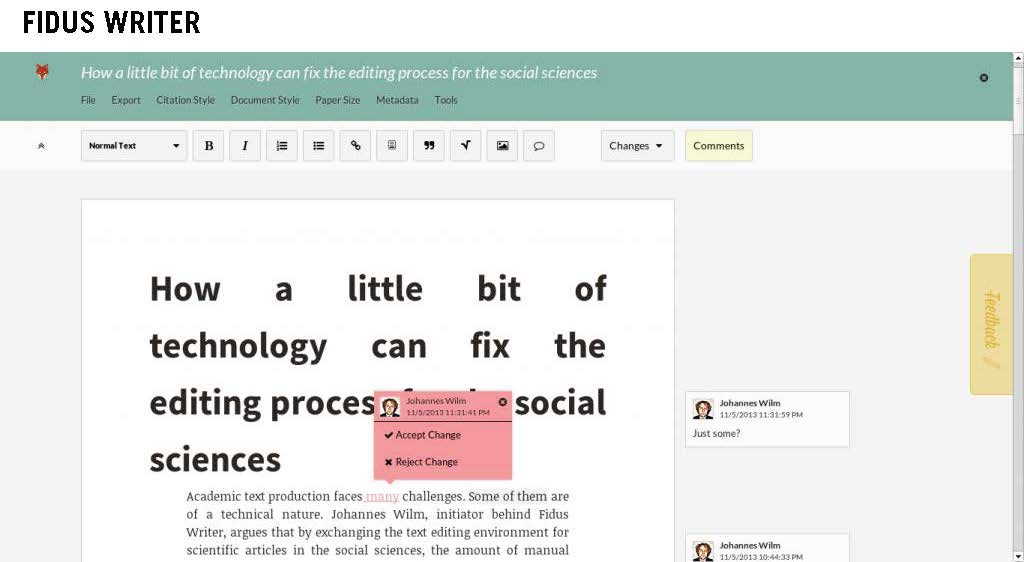 FIDUS WRITER
How a little bit of technology can fix the editing process for the social sciences
File Export Citation Style Document Style Paper Size Metadata Tools
Normal Text B I Changes Comments
How a little bit of
technology can fix the
editing proces social
sciences
Johannes Wilm
11/5/2013 11:31:41 PM
Accept Change
Reject Change
Academic text production faces many challenges. Some of them are
of a technical nature. Johannes Wilm, initiator behind Fidus
Writer, argues that by exchanging the text editing environment for
scientific articles in the social sciences, the amount of manual
Johannes Wilm
11/5/2013 11:31:59 PM
Just some?
Johannes Wilm
11/5/2013 10:44:33 PM
Feedback